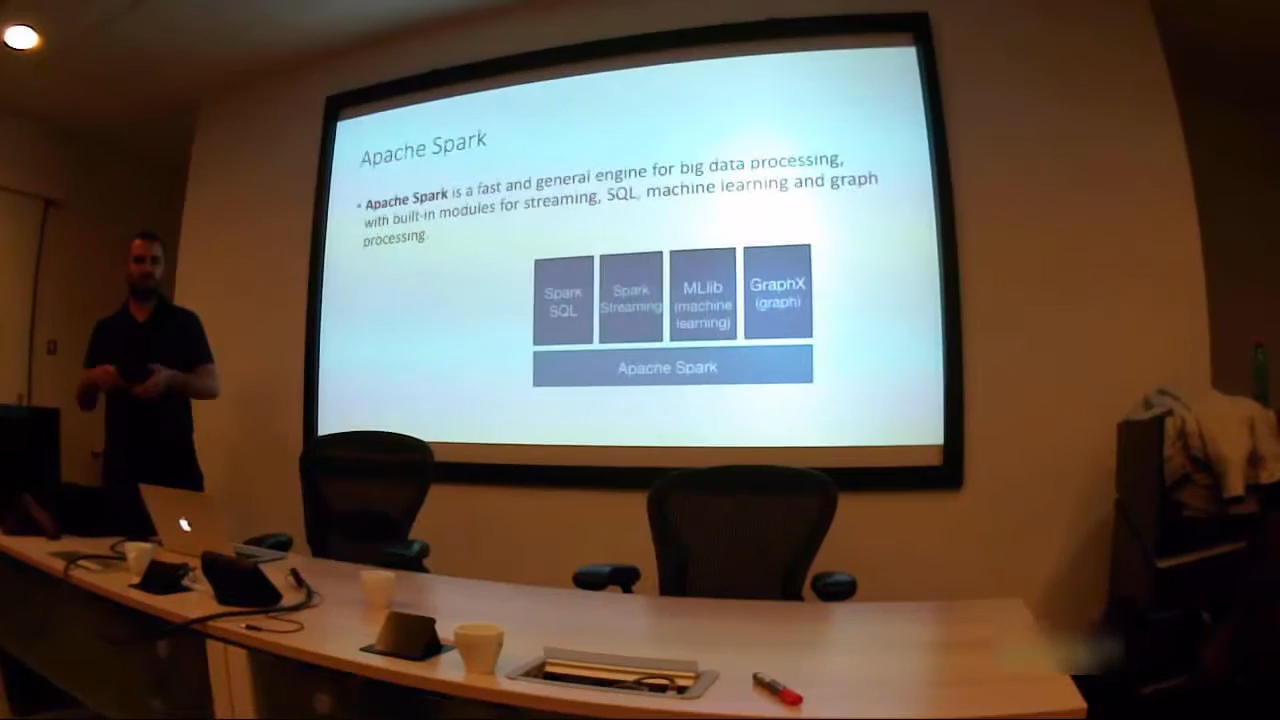 Apache Spark
• Apache Spark is a fast and general engine for big data processing,
with built-in modules for streaming, SQL, machine learning and graph
processing.
Spark
SQL
Spark
Streaming
MLlib
(machine
learning)
GraphX
(graph)
Apache Spark